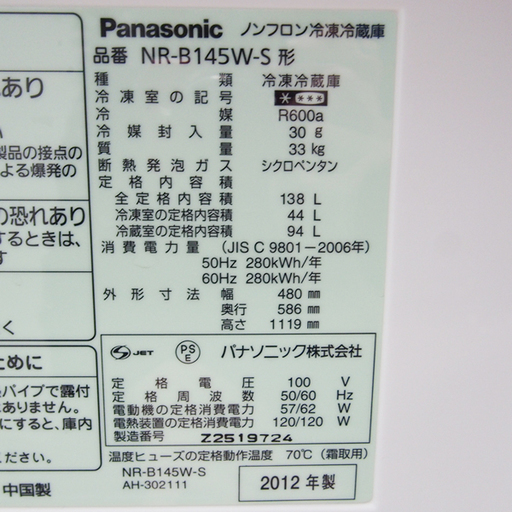 Panasonic ノンフロン冷凍冷蔵庫
品番 NR-B145W-S 形
種類 冷凍冷蔵庫
冷凍室の記号 ****
冷媒 R600a
冷媒封入量 30 g
質量 33 kg
断熱発泡ガス シクロペンタン
定格内容積
全定格内容積 138 L
冷凍室の定格内容積 44 L
冷蔵室の定格内容積 94 L
消費電力量 (JIS C 9801-2006年)
50Hz 280kWh/年
60Hz 280kWh/年
外形寸法 幅 480 mm
奥行 586 mm
高さ 1119 mm
JET PSE パナソニック株式会社
定格電圧 100 V
定格周波数 50/60 Hz
電動機の定格消費電力 57/62 W
電熱装置の定格消費電力 120/120 W
製造番号 Z2519724
温度ヒューズの定格動作温度 70℃(霜取用)
NR-B145W-S
AH-302111
2012年製
あり
製品の接点の
よる爆発の
の恐れあり
するときは、
す
く
ために
パイプで露付
ありません。
にすると、庫内
中国製